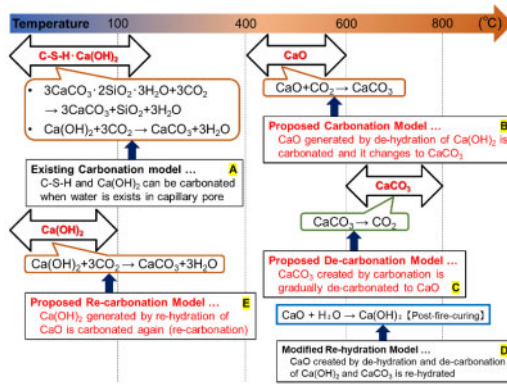 Temperature 100 400 600 800 (℃)
C-S-H·Ca(OH)₂
• 3CaCO₃·2SiO₂·3H₂O+3CO₂
→ 3CaCO₃+SiO₂+3H₂O
• Ca(OH)₂+3CO₂→ CaCO₃+3H₂O
Existing Carbonation model … A
C-S-H and Ca(OH)₂ can be carbonated
when water is exists in capillary pore
Ca(OH)₂
Ca(OH)₂+3CO₂→ CaCO₃+3H₂O
Proposed Re-carbonation Model … E
Ca(OH)₂ generated by re-hydration of
CaO is carbonated again (re-carbonation)
CaO
CaO+CO₂→ CaCO₃
Proposed Carbonation Model … B
CaO generated by de-hydration of Ca(OH)₂ is
carbonated and it changes to CaCO₃
CaCO₃
CaCO₃→ CO₂
Proposed De-carbonation Model …
CaCO₃ created by carbonation is
gradually de-carbonated to CaO C
CaO + H₂O → Ca(OH)₂【Post-fire-curing】
Modified Re-hydration Model … D
CaO created by de-hydration and de-carbonation
of Ca(OH)₂ and CaCO3 is re-hydrated